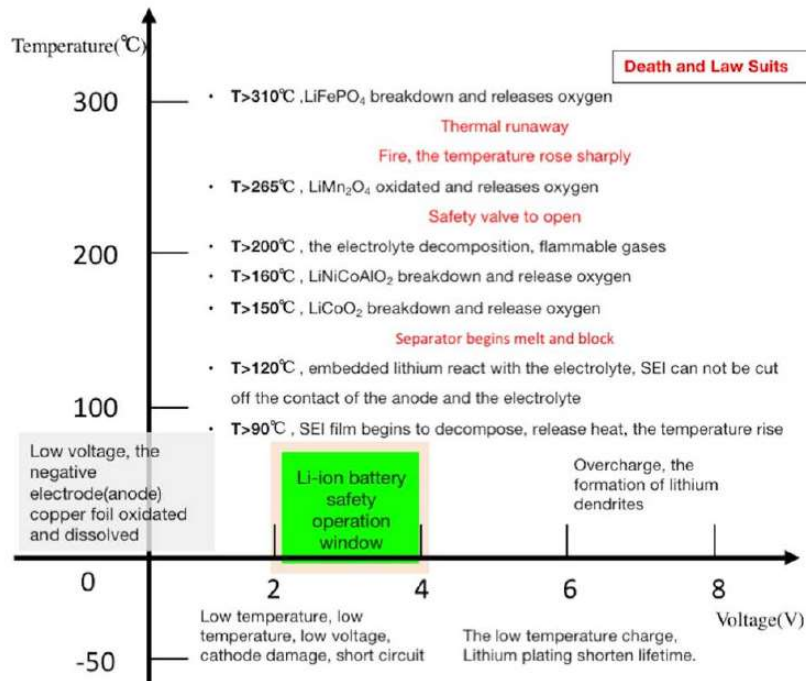 Temperature(℃)
Death and Law Suits
300
• T>310℃ ,LiFePO₄ breakdown and releases oxygen
Thermal runaway
Fire, the temperature rose sharply
• T>265℃ , LiMn₂O₄ oxidated and releases oxygen
Safety valve to open
200
• T>200℃ , the electrolyte decomposition, flammable gases
• T>160℃ , LiNiCoAlO₂ breakdown and release oxygen
• T>150℃ , LiCoO₂ breakdown and release oxygen
Separator begins melt and block
• T>120℃ , embedded lithium react with the electrolyte, SEI can not be cut
off the contact of the anode and the electrolyte
100
• T>90℃ , SEI film begins to decompose, release heat, the temperature rise
Low voltage, the
negative
electrode(anode)
copper foil oxidated
and dissolved
Li-ion battery
safety
operation
window
Overcharge, the
formation of lithium
dendrites
0
2
4
6
8
Voltage(V)
Low temperature, low
temperature, low voltage,
cathode damage, short circuit
The low temperature charge,
Lithium plating shorten lifetime.
-50